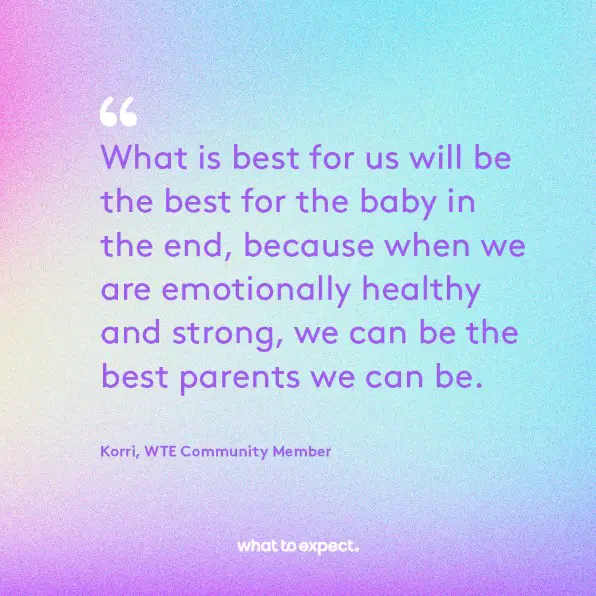 “
What is best for us will be
the best for the baby in
the end, because when we
are emotionally healthy
and strong, we can be the
best parents we can be.
Korri, WTE Community Member
what to expect.